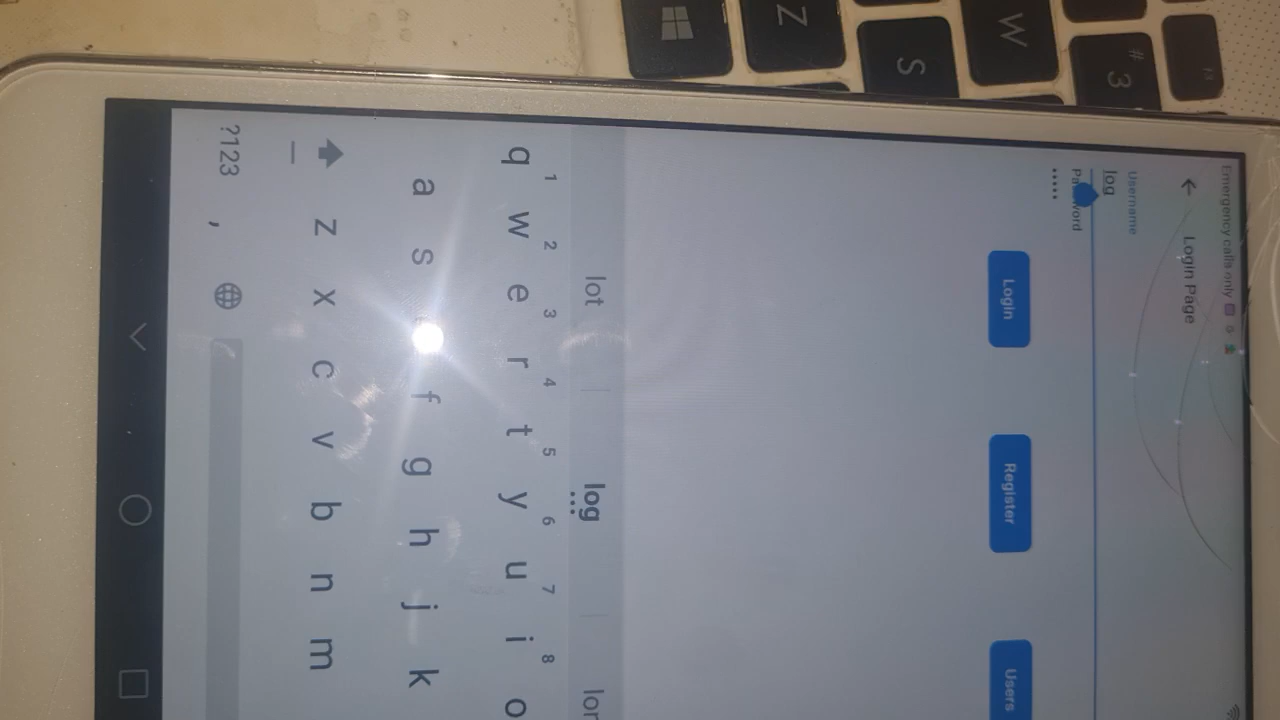 Emergency calls only
Login Page
Username
log
•••••
Login Register Users
lot log lor
1 2 3 4 5 6 7 8
q w e r t y u i o
a s f g h j k
z x c v b n m
?123 ,
Z W
S # 3